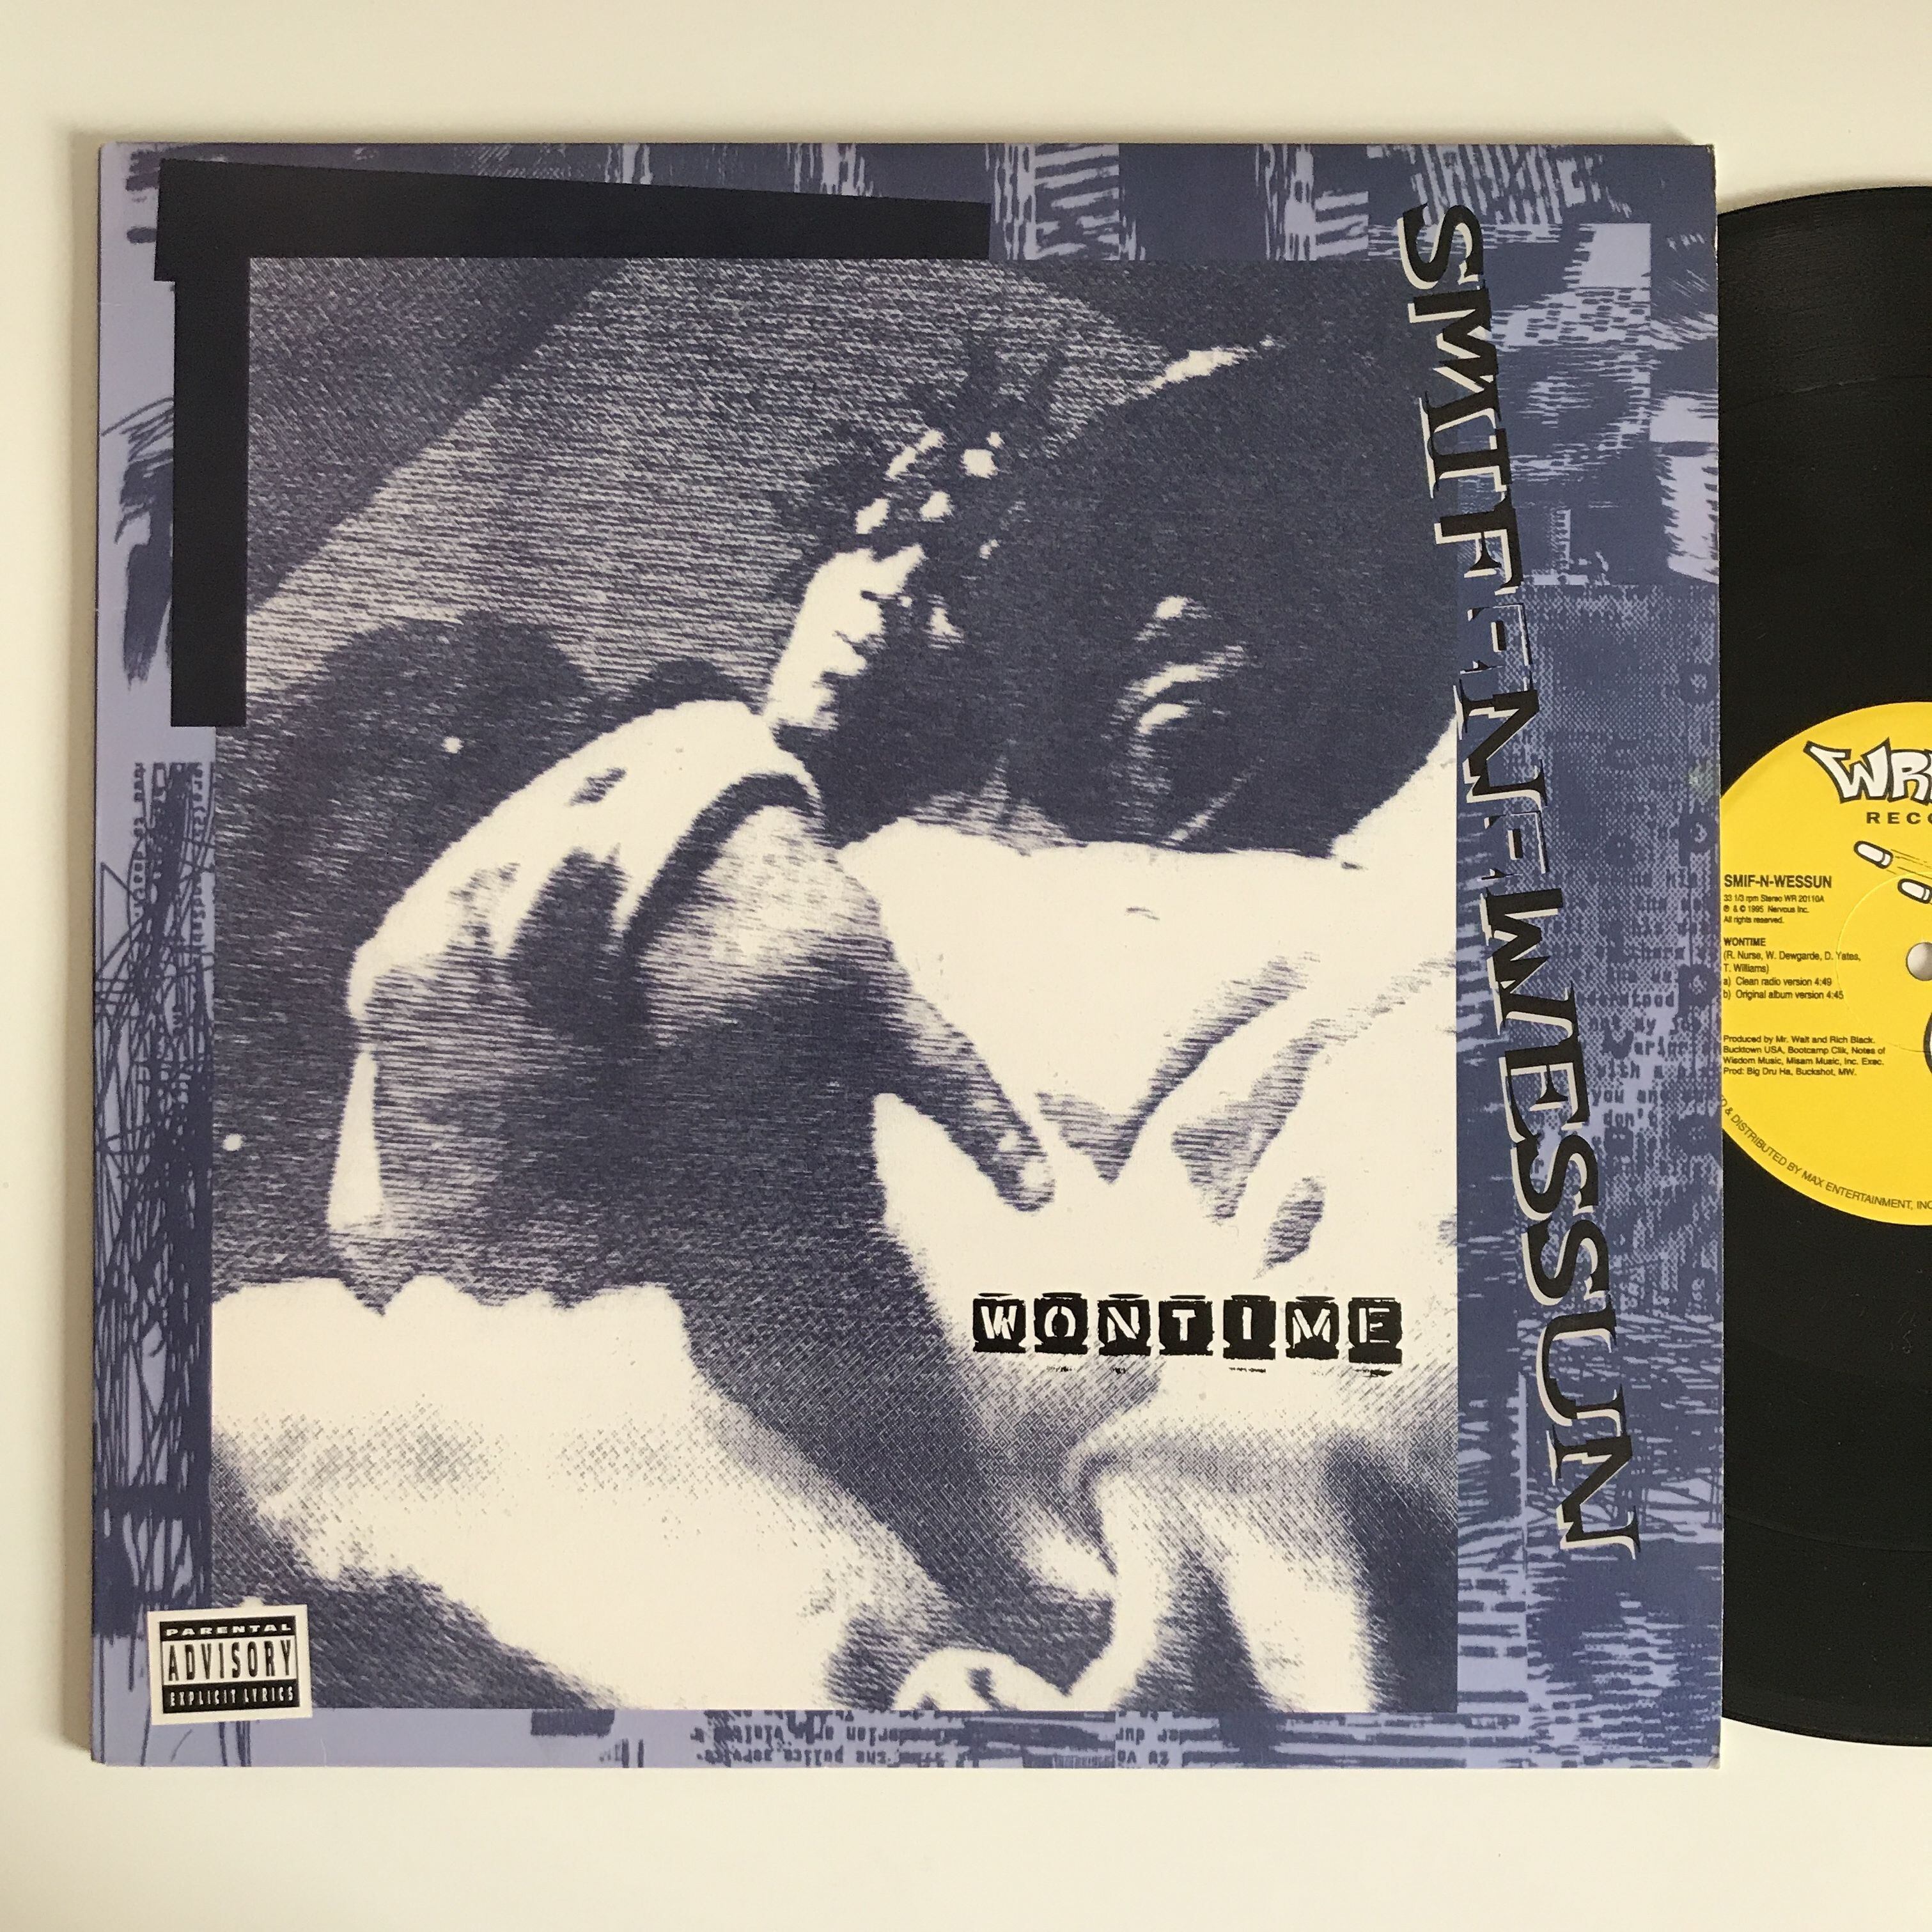 SMIF-N-WESSUN
WONTIME
PARENTAL
ADVISORY
EXPLICIT LYRICS
SMIF-N-WESSUN
33 1/3 rpm Stereo WR 20110A
℗ & © 1995 Nervous Inc.
All rights reserved.
WONTIME
(R. Nurse, W. Dewgarde, D. Yates,
T. Williams)
a) Clean radio version 4:49
b) Original album version 4:45
Produced by Mr. Walt and Rich Black.
Bucktown USA, Bootcamp Clik, Notes of
Wisdom Music, Misam Music, Inc. Exec.
Prod: Big Dru Ha, Buckshot, MW.
& DISTRIBUTED BY MAX ENTERTAINMENT, INC